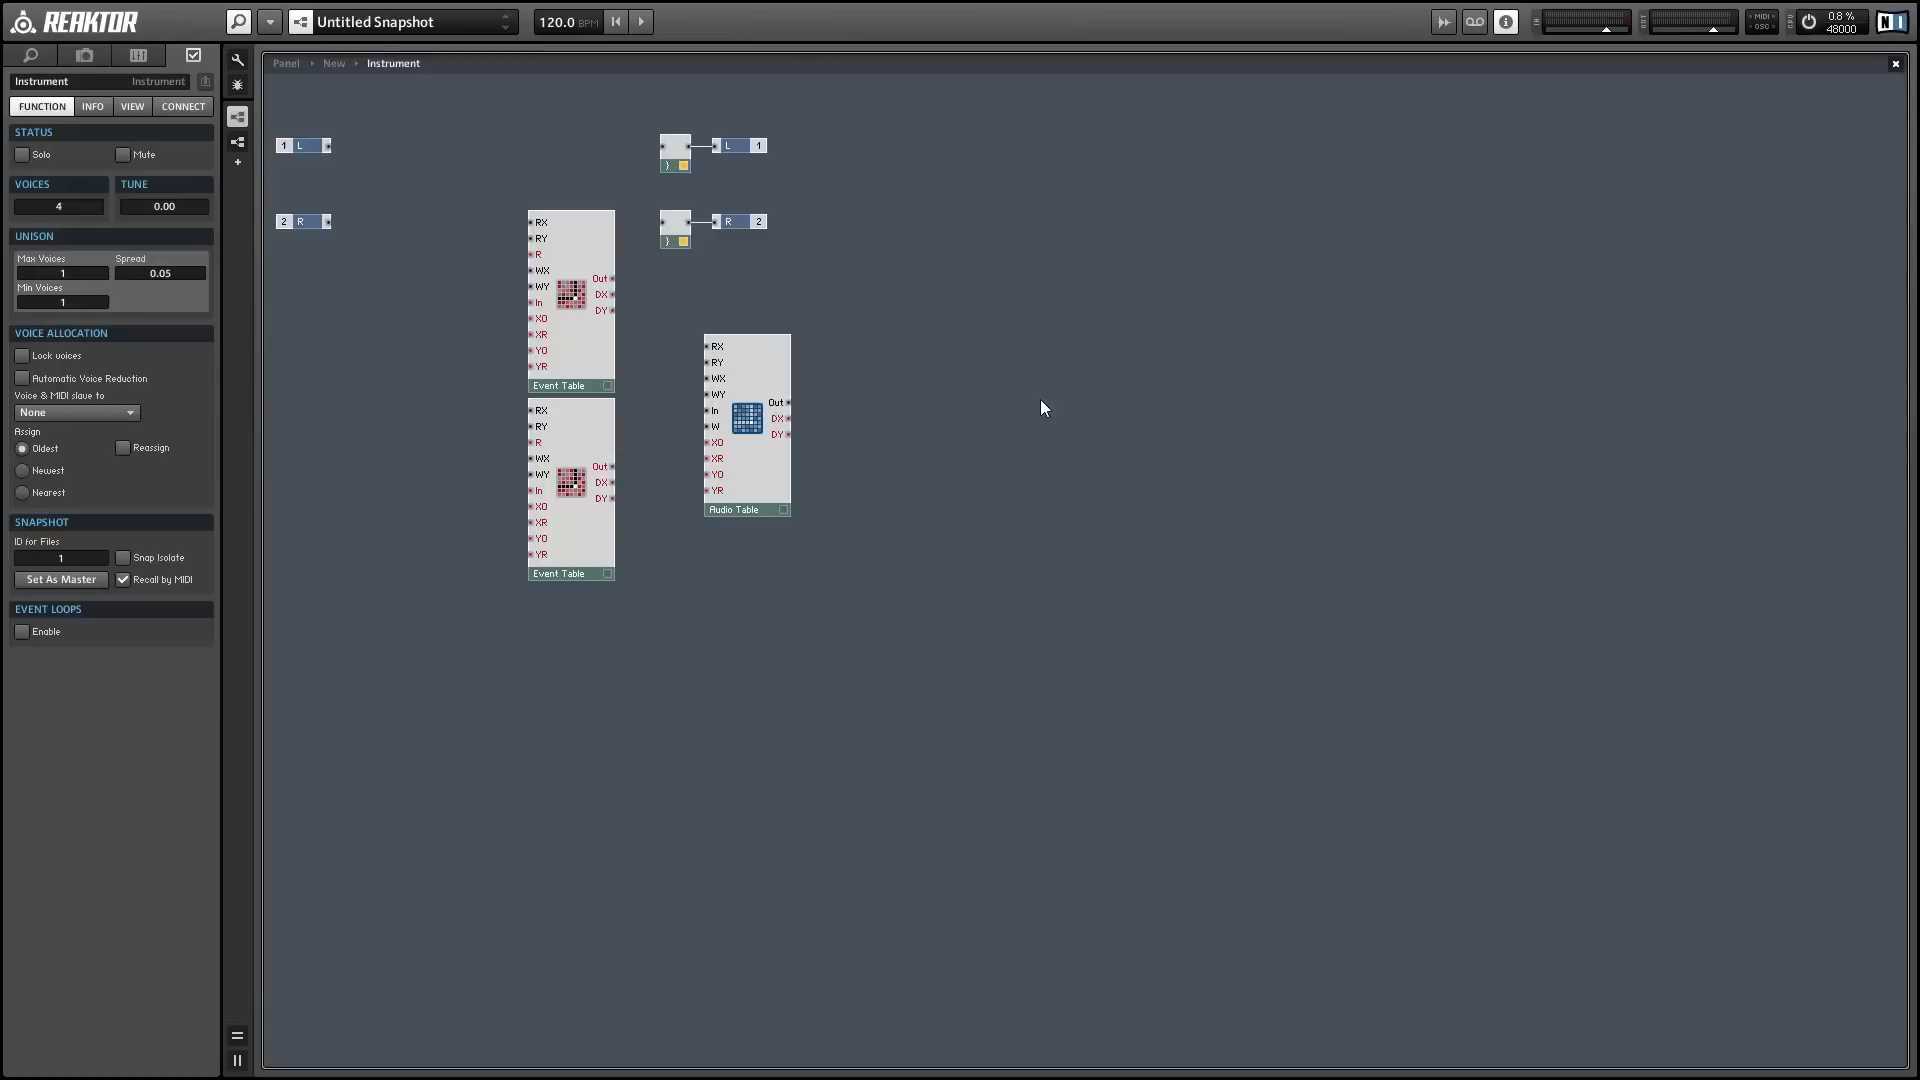 REAKTOR
Untitled Snapshot
120.0 BPM
MIDI
OSC
CPU
0.8 %
48000
NI
Panel
New
Instrument
Instrument
Instrument
FUNCTION
INFO
VIEW
CONNECT
STATUS
Solo
Mute
VOICES
TUNE
4
0.00
UNISON
Max Voices
Spread
1
0.05
Min Voices
1
VOICE ALLOCATION
Lock voices
Automatic Voice Reduction
Voice & MIDI slave to
None
Assign
Oldest
Reassign
Newest
Nearest
SNAPSHOT
ID for Files
1
Snap Isolate
Set As Master
Recall by MIDI
EVENT LOOPS
Enable
1 L
2 R
L 1
R 2
RX
RY
R
WX
WY
In
XO
XR
YO
YR
Out
DX
DY
Event Table
RX
RY
R
WX
WY
In
XO
XR
YO
YR
Out
DX
DY
Event Table
RX
RY
WX
WY
In
W
XO
XR
YO
YR
Out
DX
DY
Audio Table